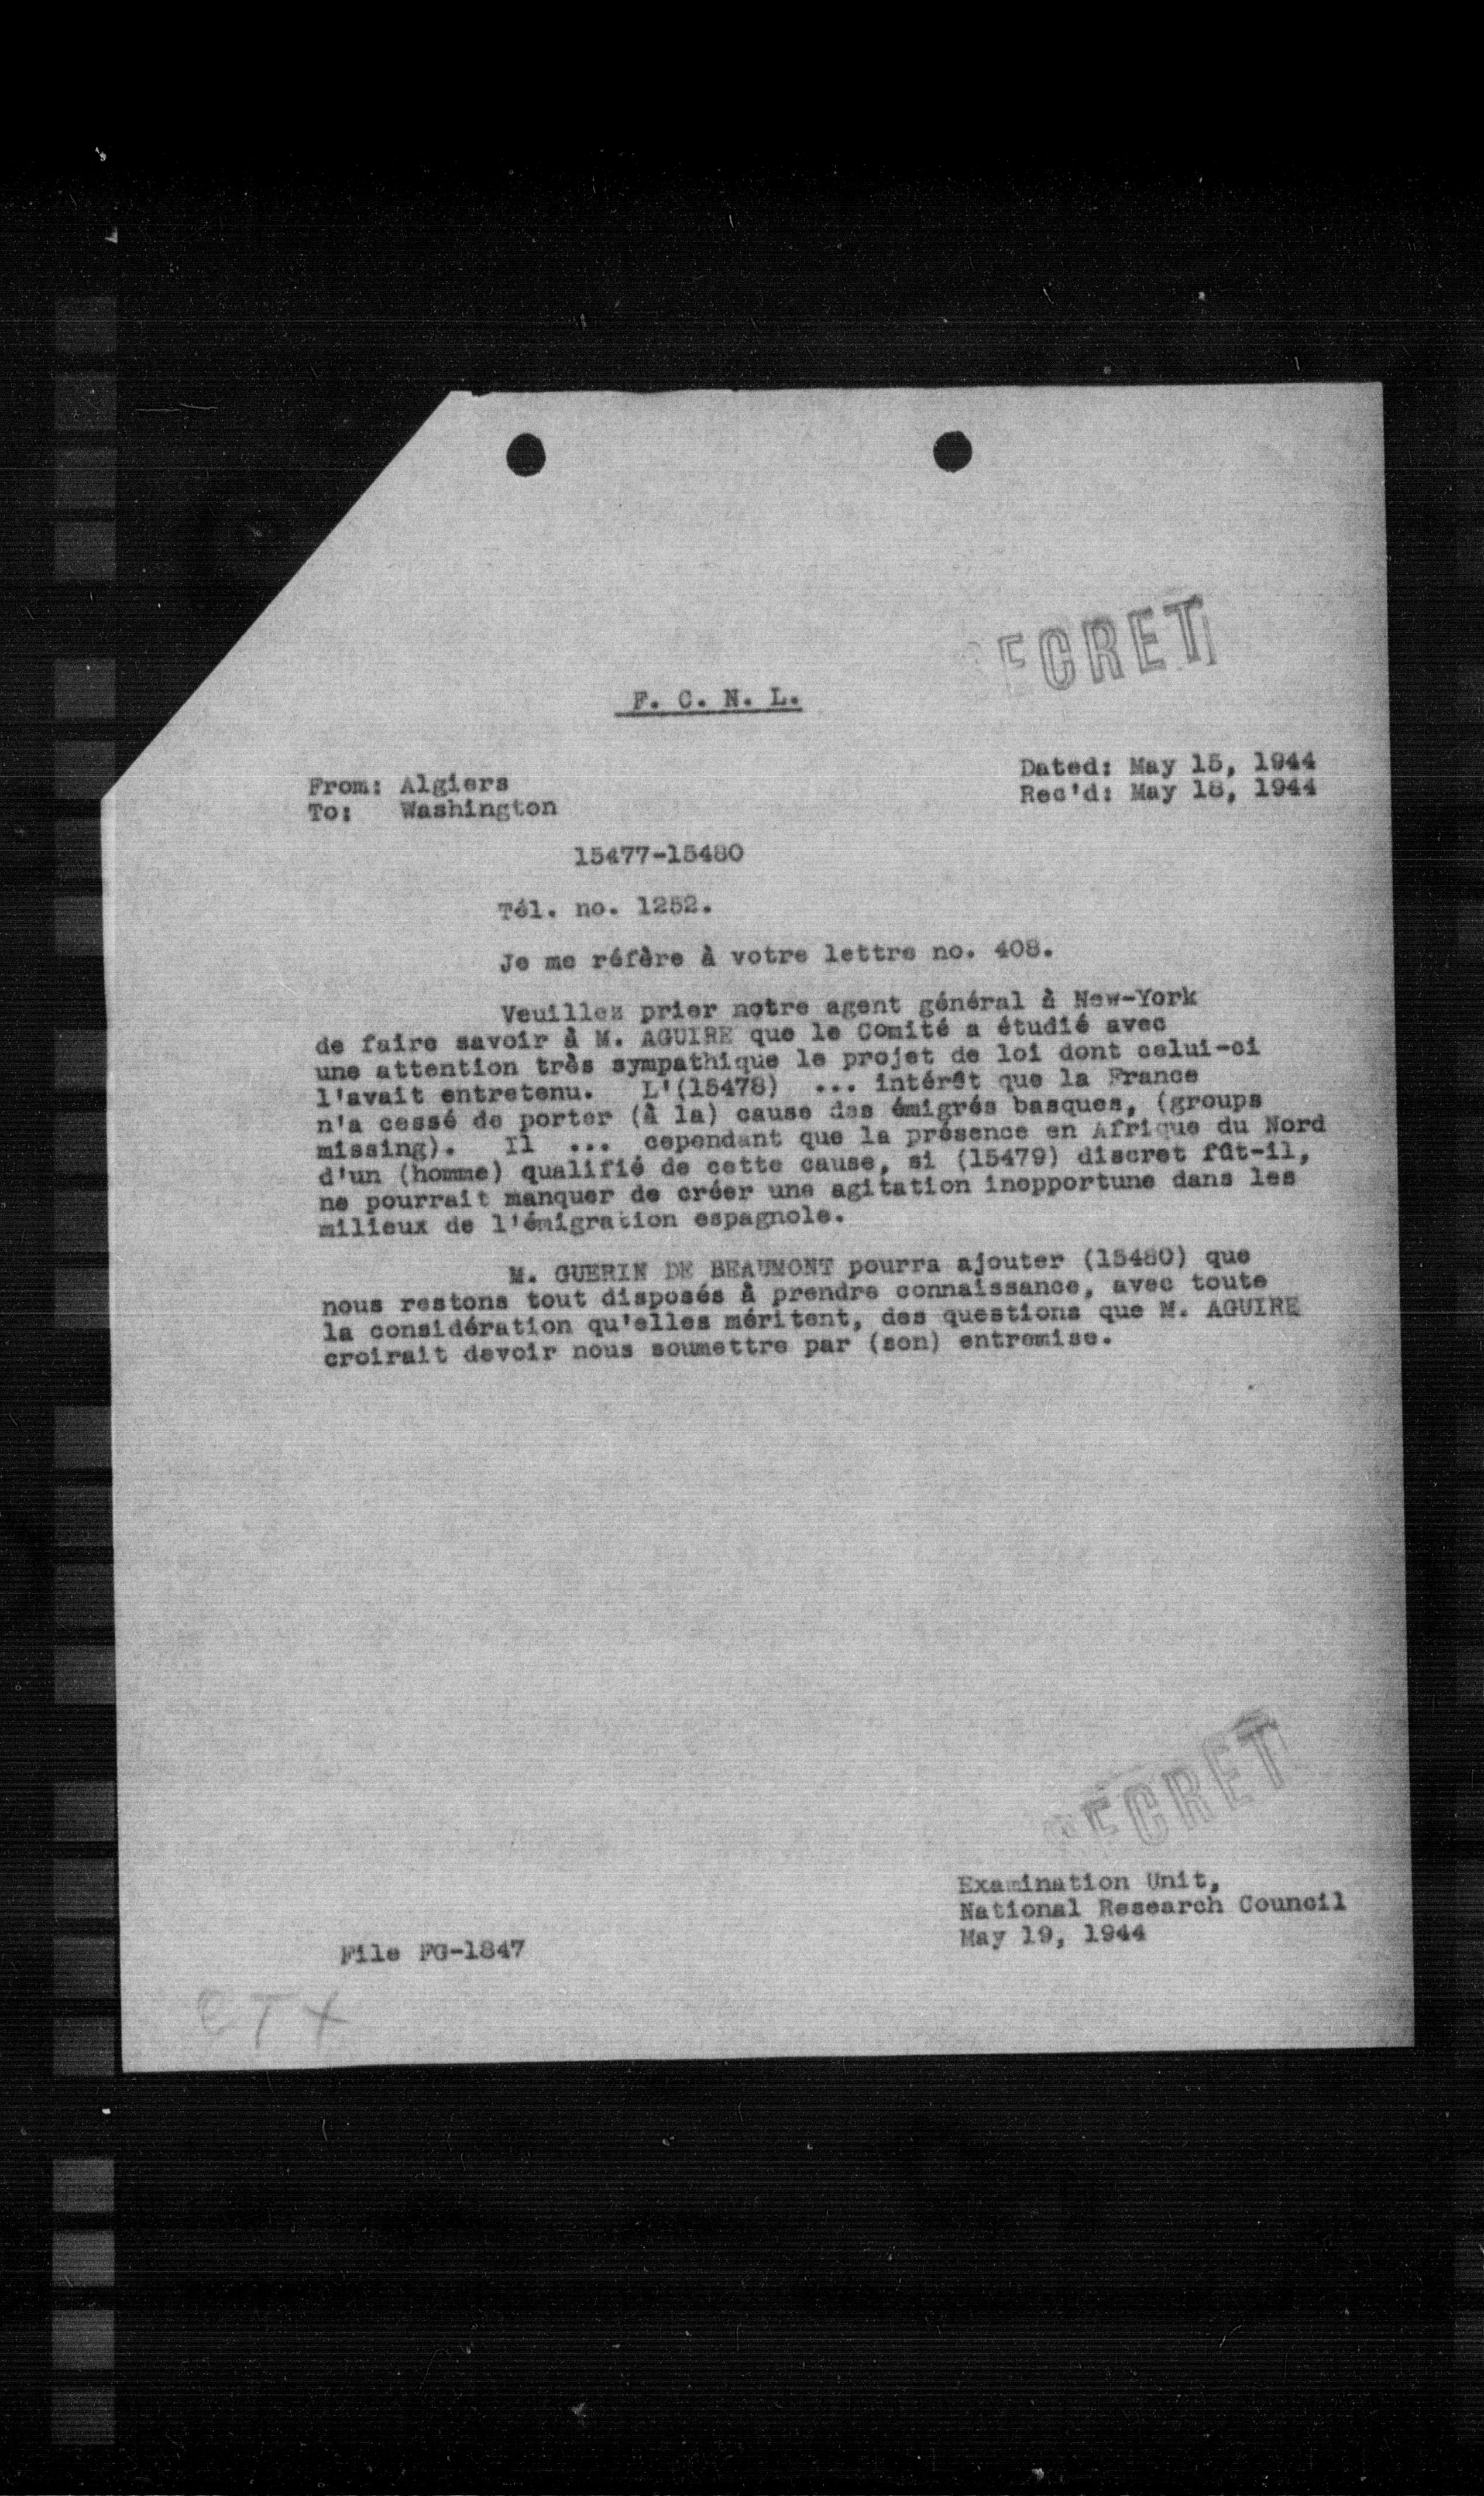 SECRET
F. C. N. L.
From: Algiers
To: Washington
Dated: May 15, 1944
Rec'd: May 18, 1944
15477-15480
Tél. no. 1252.
Je me réfère à votre lettre no. 408.
Veuillez prier notre agent général à New-York
de faire savoir à M. AGUIRE que le Comité a étudié avec
une attention très sympathique le projet de loi dont celui-ci
l'avait entretenu. L'(15478) ... intérêt que la France
n'a cessé de porter (à la) cause des émigrés basques, (groups
missing). Il ... cependant que la présence en Afrique du Nord
d'un (homme) qualifié de cette cause, si (15479) discret fût-il,
ne pourrait manquer de créer une agitation inopportune dans les
milieux de l'émigration espagnole.
M. GUERIN DE BEAUMONT pourra ajouter (15480) que
nous restons tout disposés à prendre connaissance, avec toute
la considération qu'elles méritent, des questions que M. AGUIRE
croirait devoir nous soumettre par (son) entremise.
SECRET
Examination Unit,
National Research Council
May 19, 1944
File FG-1847
CTX